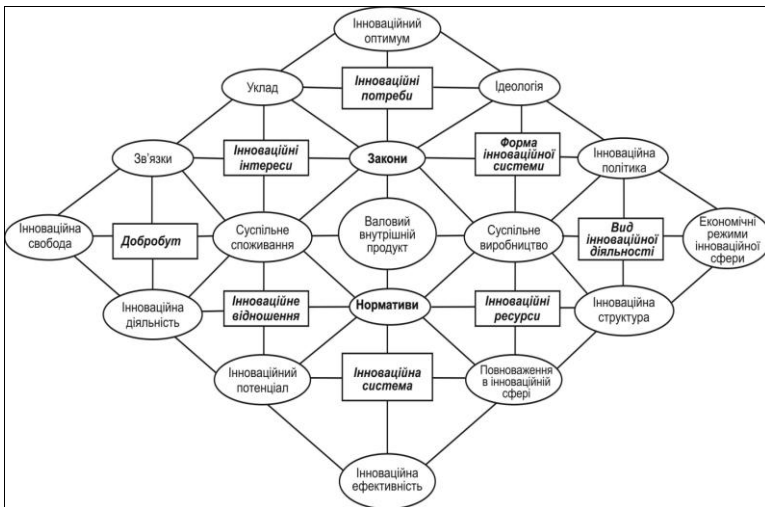 Інноваційний
оптимум
Уклад
Інноваційні
потреби
Ідеологія
Зв'язки
Інноваційні
інтереси
Закони
Форма
інноваційної
системи
Інноваційна
політика
Інноваційна
свобода
Добробут
Суспільне
споживання
Валовий
внутрішній
продукт
Суспільне
виробництво
Вид
інноваційної
діяльності
Економічні
режими
інноваційної
сфери
Інноваційна
діяльність
Інноваційне
відношення
Нормативи
Інноваційні
ресурси
Інноваційна
структура
Інноваційний
потенціал
Інноваційна
система
Повноваження
в інноваційній
сфері
Інноваційна
ефективність